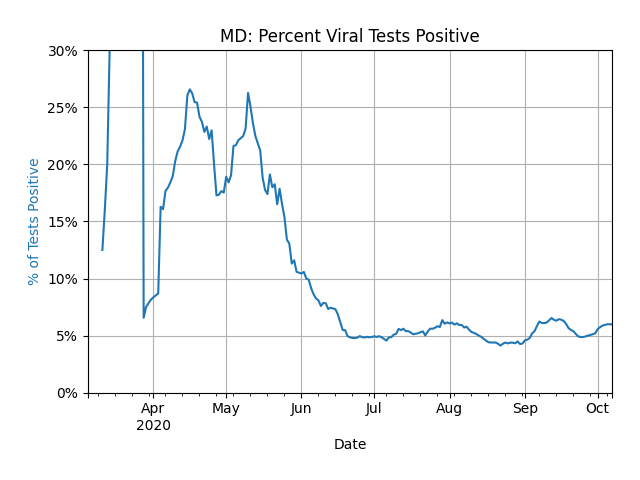 MD: Percent Viral Tests Positive
30%
25%
20%
15%
10%
5%
0%
% of Tests Positive
Apr May Jun Jul Aug Sep Oct
2020
Date